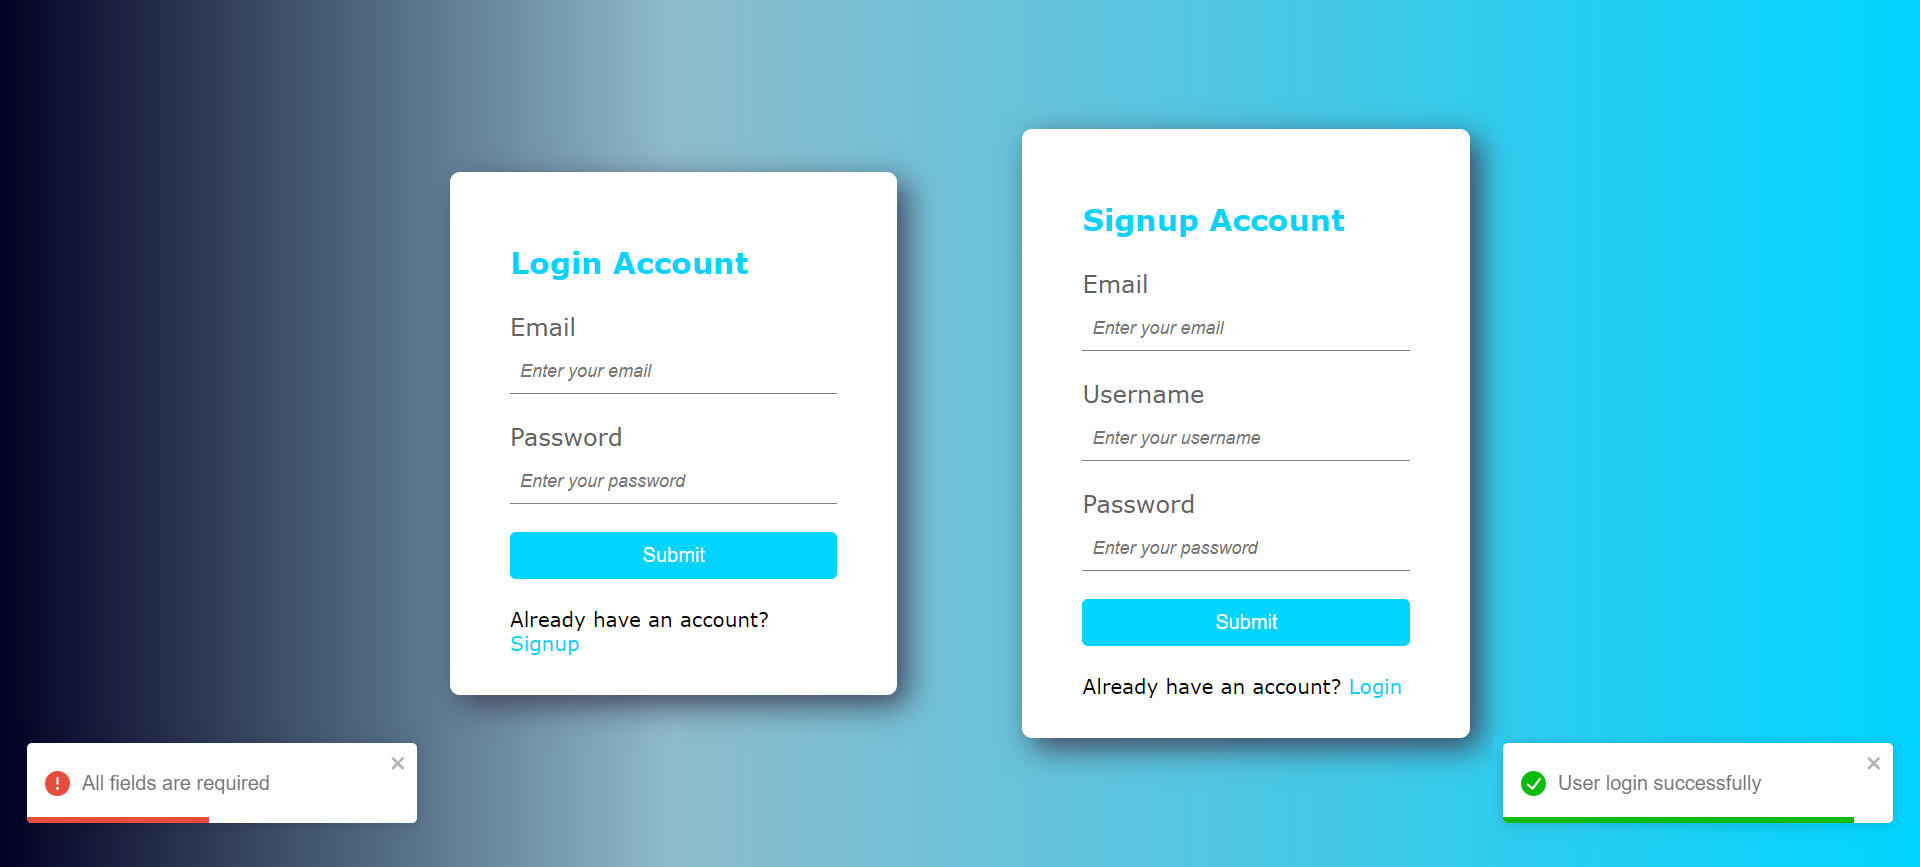 Login Account
Email
Enter your email
Password
Enter your password
Submit
Already have an account?
Signup
Signup Account
Email
Enter your email
Username
Enter your username
Password
Enter your password
Submit
Already have an account? Login
All fields are required
User login successfully